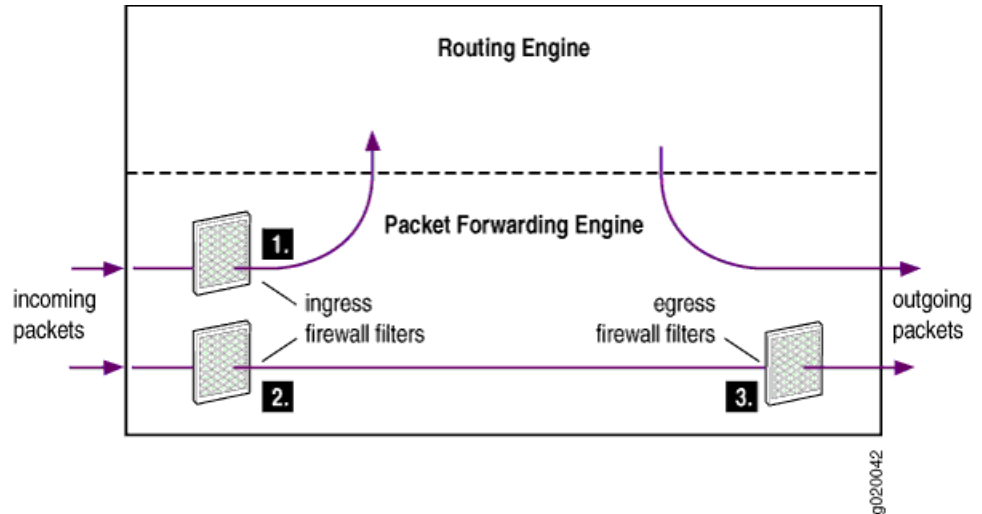 Routing Engine
Packet Forwarding Engine
1.
incoming
packets
ingress
firewall filters
egress
firewall filters
outgoing
packets
2.
3.
g020042